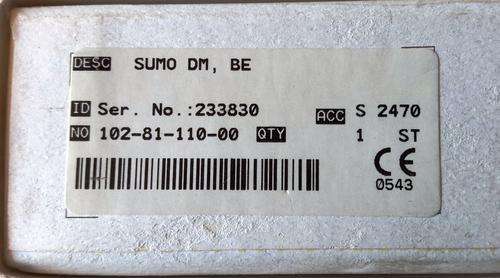 DESC SUMO DM, BE
ID Ser. No.:233830 ACC S 2470
NO 102-81-110-00 QTY 1 ST
CE
0543